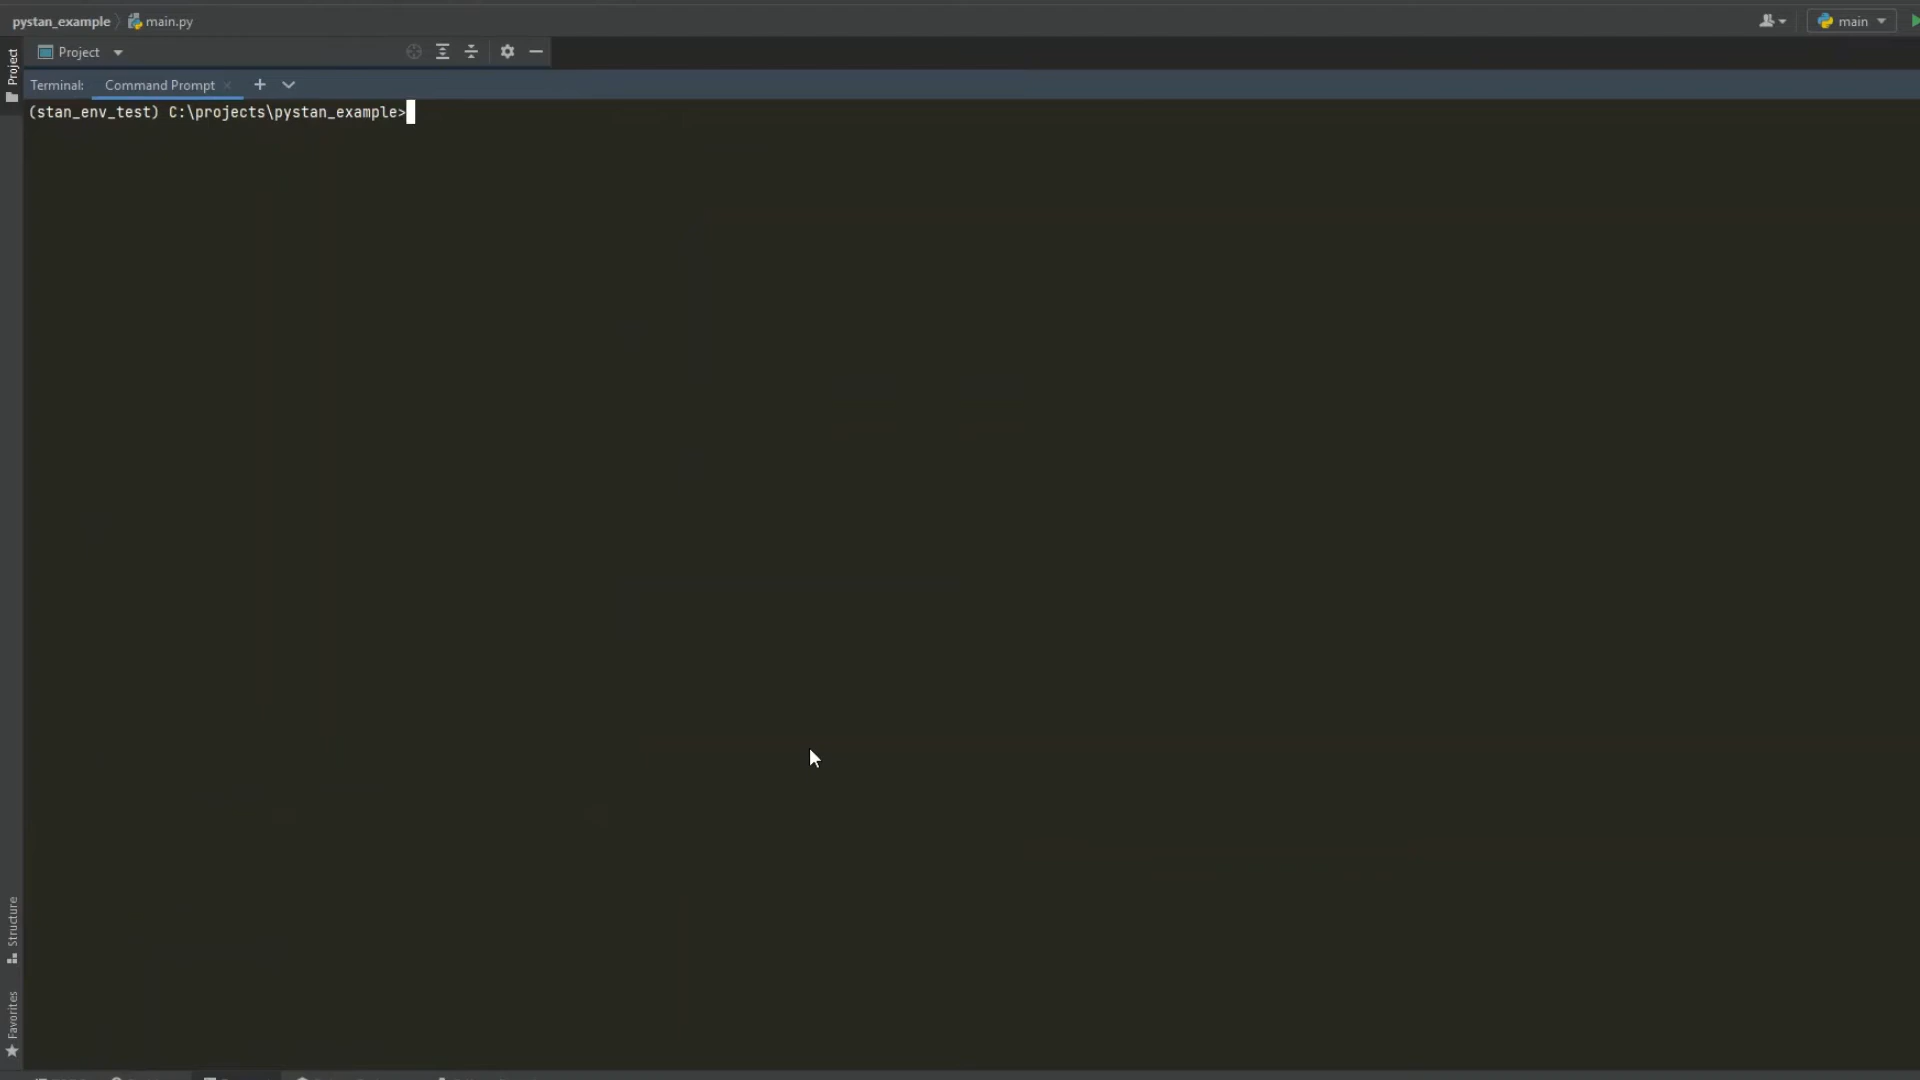 pystan_example main.py main
Project
Project
Terminal: Command Prompt
(stan_env_test) C:\projects\pystan_example>
Structure
Favorites